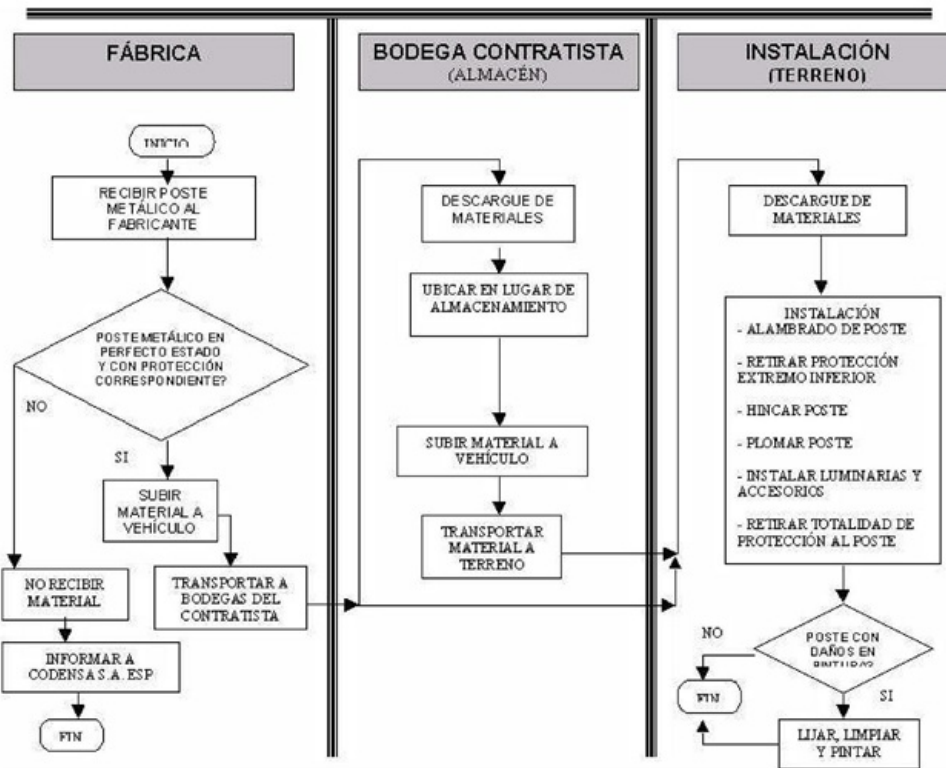 FÁBRICA
INICIO
RECIBIR POSTE
METÁLICO AL
FABRICANTE
POSTE METÁLICO EN
PERFECTO ESTADO
Y CON PROTECCIÓN
CORRESPONDIENTE?
NO
SI
SUBIR
MATERIAL A
VEHÍCULO
NO RECIBIR
MATERIAL
TRANSPORTAR A
BODEGAS DEL
CONTRATISTA
INFORMAR A
CODENSA S.A. ESP
FIN
BODEGA CONTRATISTA
(ALMACÉN)
DESCARGUE DE
MATERIALES
UBICAR EN LUGAR DE
ALMACENAMIENTO
SUBIR MATERIAL A
VEHÍCULO
TRANSPORTAR
MATERIAL A
TERRENO
INSTALACIÓN
(TERRENO)
DESCARGUE DE
MATERIALES
INSTALACIÓN
- ALAMBRADO DE POSTE
- RETIRAR PROTECCIÓN
EXTREMO INFERIOR
- HINCAR POSTE
- PLOMAR POSTE
- INSTALAR LUMINARIAS Y
ACCESORIOS
- RETIRAR TOTALIDAD DE
PROTECCIÓN AL POSTE
POSTE CON
DAÑOS EN
PINTURA?
NO
SI
FIN
LIJAR, LIMPIAR
Y PINTAR